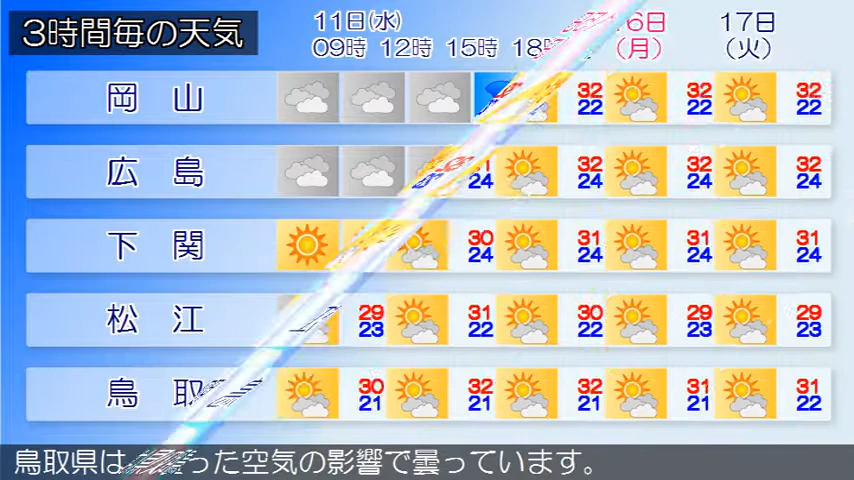 3時間毎の天気
11日(水)
09時 12時 15時 18
6日
(月)
17日
(火)
岡山
32 22 32 22 32 22
広島
24 32 24 32 24 32 24
下関
30 24 31 24 31 24 31 24
松江
29 23 31 22 30 22 29 23 29 23
鳥取
30 21 32 21 32 21 31 21 31 22
鳥取県は
った空気の影響で曇っています。